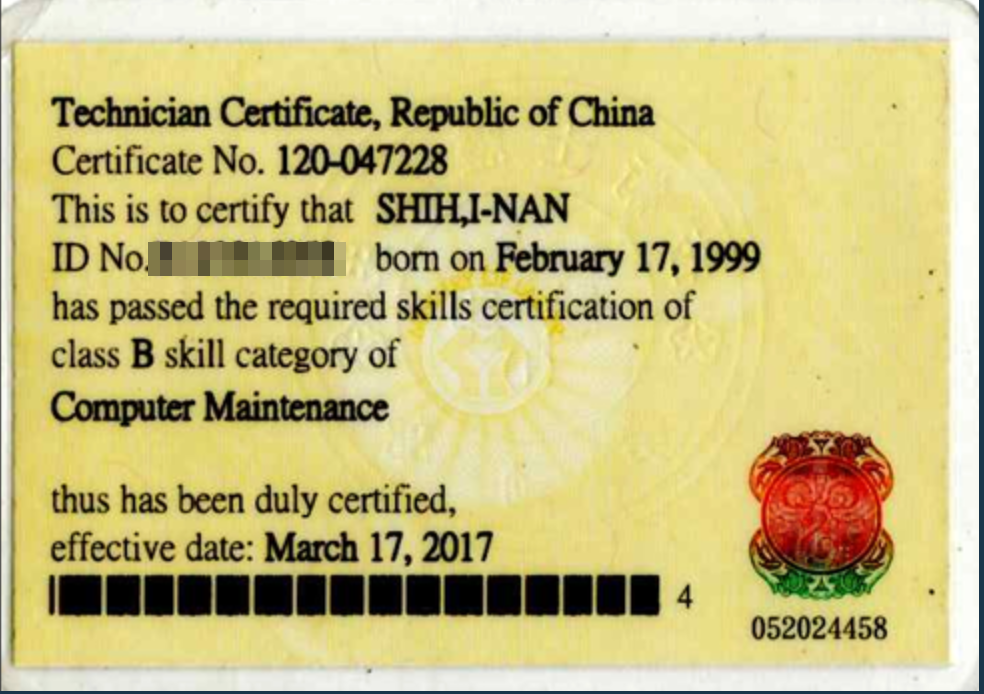 Technician Certificate, Republic of China
Certificate No. 120-047228
This is to certify that SHIH,I-NAN
ID No. born on February 17, 1999
has passed the required skills certification of
class B skill category of
Computer Maintenance
thus has been duly certified,
effective date: March 17, 2017
4
052024458